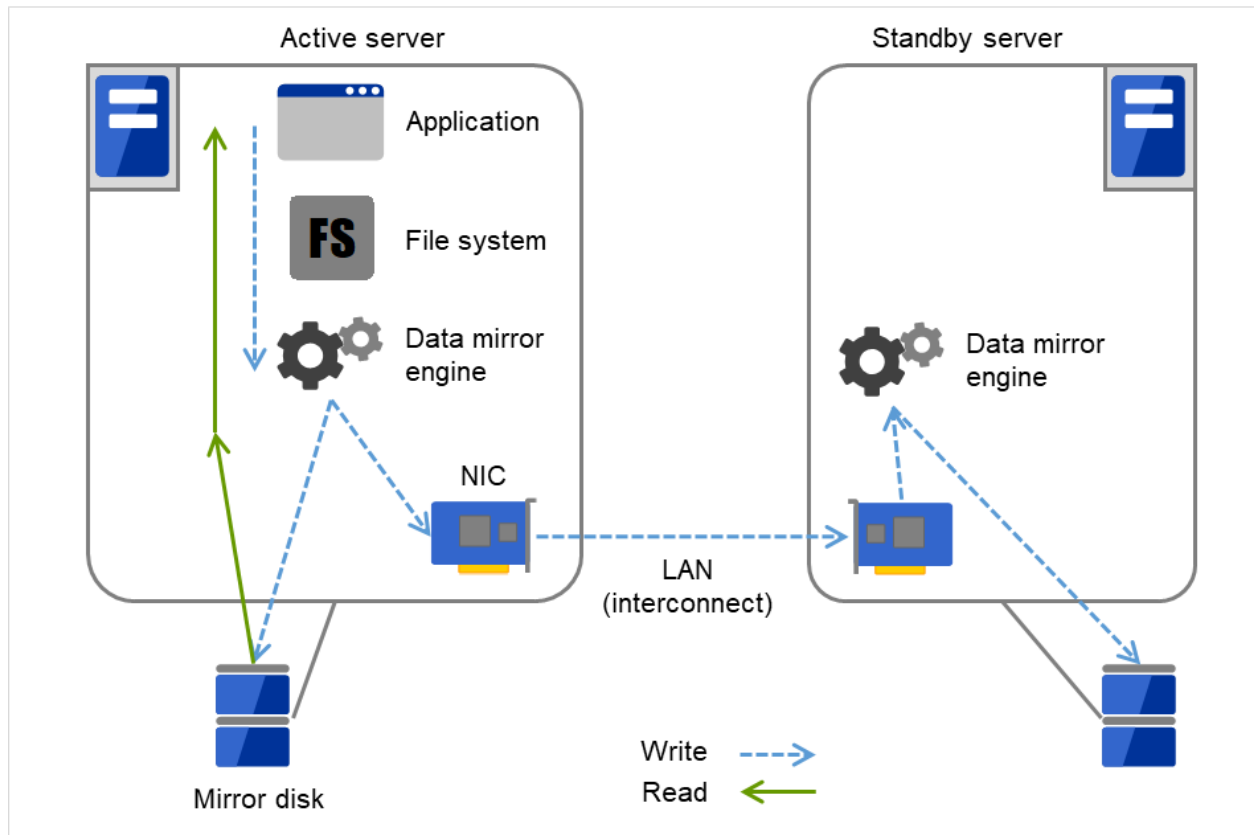 Active server
Standby server
Application
FS
File system
Data mirror
engine
Data mirror
engine
NIC
LAN
(interconnect)
Write
Read
Mirror disk